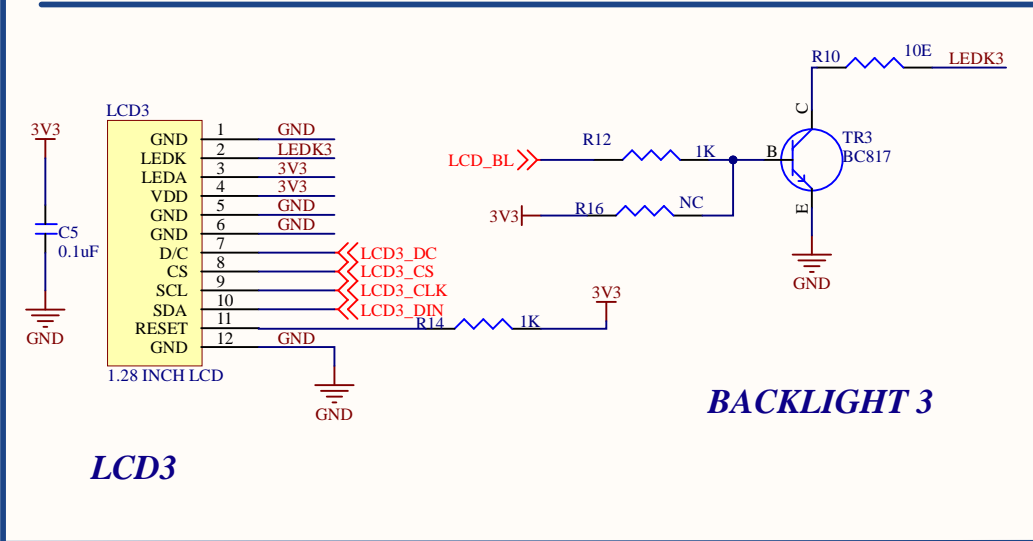 R10 10E LEDK3
C
LCD3
3V3
GND 1 GND
LEDK 2 LEDK3
LEDA 3 3V3
VDD 4 3V3
GND 5 GND
GND 6 GND
D/C 7 LCD3_DC
CS 8 LCD3_CS
SCL 9 LCD3_CLK
SDA 10 LCD3_DIN
RESET 11
GND 12 GND
1.28 INCH LCD
C5
0.1uF
GND
R14 1K
3V3
GND
R12
LCD_BL 1K B
TR3
BC817
3V3 R16 NC
E
GND
BACKLIGHT 3
LCD3